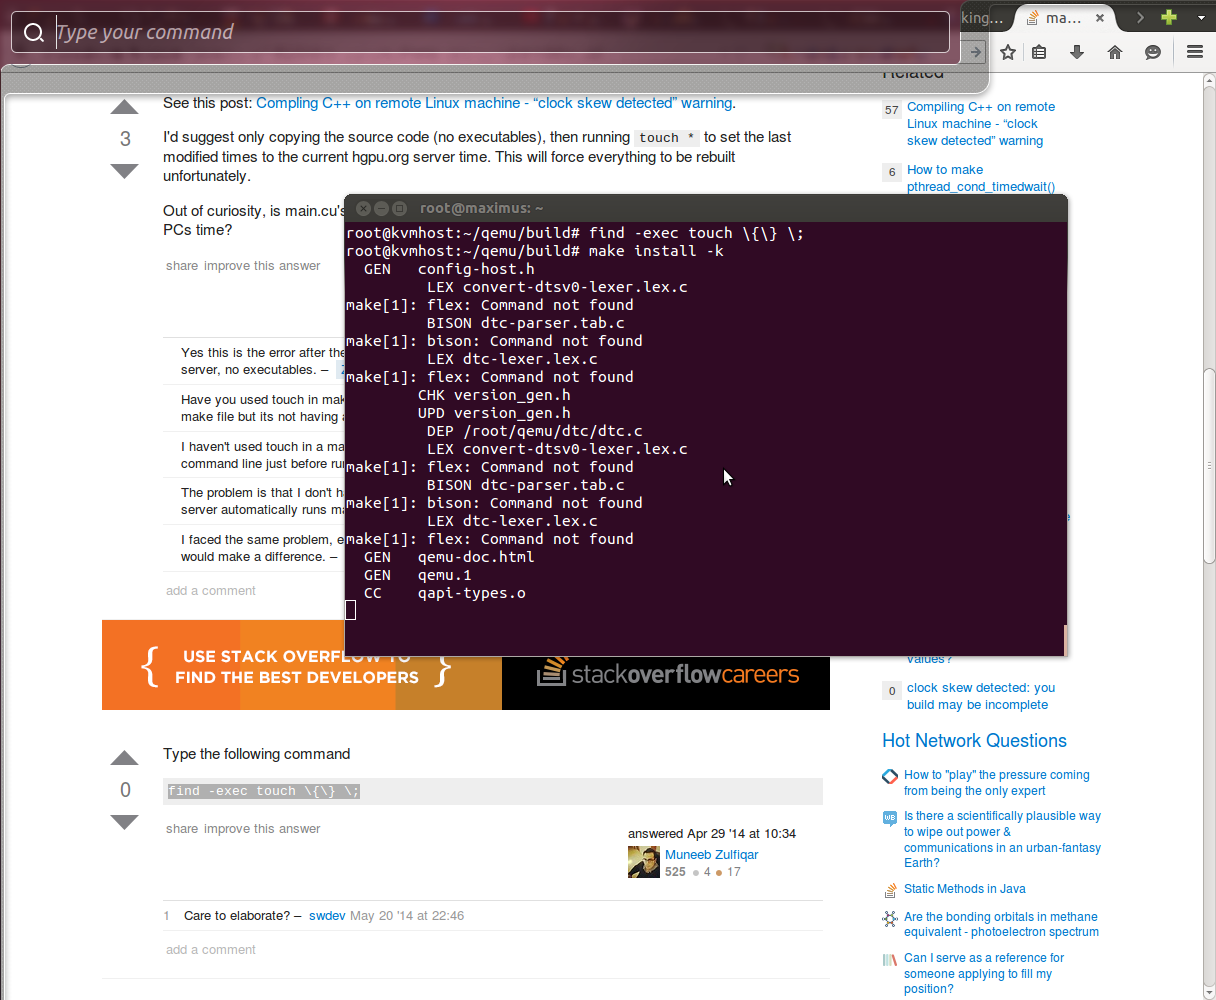 Type your command
king...
ma...
Related
See this post: Compling C++ on remote Linux machine - “clock skew detected” warning.
3
I'd suggest only copying the source code (no executables), then running touch * to set the last
modified times to the current hgpu.org server time. This will force everything to be rebuilt
unfortunately.
Out of curiosity, is main.cu's
PCs time?
share improve this answer
Yes this is the error after the
server, no executables. –
Have you used touch in mak
make file but its not having a
I haven't used touch in a ma
command line just before ru
The problem is that I don't h
server automatically runs ma
I faced the same problem, e
would make a difference. –
add a comment
root@maximus: ~
root@kvmhost:~/qemu/build# find -exec touch \{\} \;
root@kvmhost:~/qemu/build# make install -k
GEN config-host.h
LEX convert-dtsv0-lexer.lex.c
make[1]: flex: Command not found
BISON dtc-parser.tab.c
make[1]: bison: Command not found
LEX dtc-lexer.lex.c
make[1]: flex: Command not found
CHK version_gen.h
UPD version_gen.h
DEP /root/qemu/dtc/dtc.c
LEX convert-dtsv0-lexer.lex.c
make[1]: flex: Command not found
BISON dtc-parser.tab.c
make[1]: bison: Command not found
LEX dtc-lexer.lex.c
make[1]: flex: Command not found
GEN qemu-doc.html
GEN qemu.1
CC qapi-types.o
USE STACK OVERFLOW TO
FIND THE BEST DEVELOPERS
stackoverflowcareers
Type the following command
0
find -exec touch \{\} \;
share improve this answer
answered Apr 29 '14 at 10:34
Muneeb Zulfiqar
525 4 17
1 Care to elaborate? – swdev May 20 '14 at 22:46
add a comment
57 Compiling C++ on remote
Linux machine - “clock
skew detected” warning
6 How to make
pthread_cond_timedwait()
values?
0 clock skew detected: you
build may be incomplete
Hot Network Questions
How to "play" the pressure coming
from being the only expert
WB Is there a scientifically plausible way
to wipe out power &
communications in an urban-fantasy
Earth?
Static Methods in Java
Are the bonding orbitals in methane
equivalent - photoelectron spectrum
Can I serve as a reference for
someone applying to fill my
position?